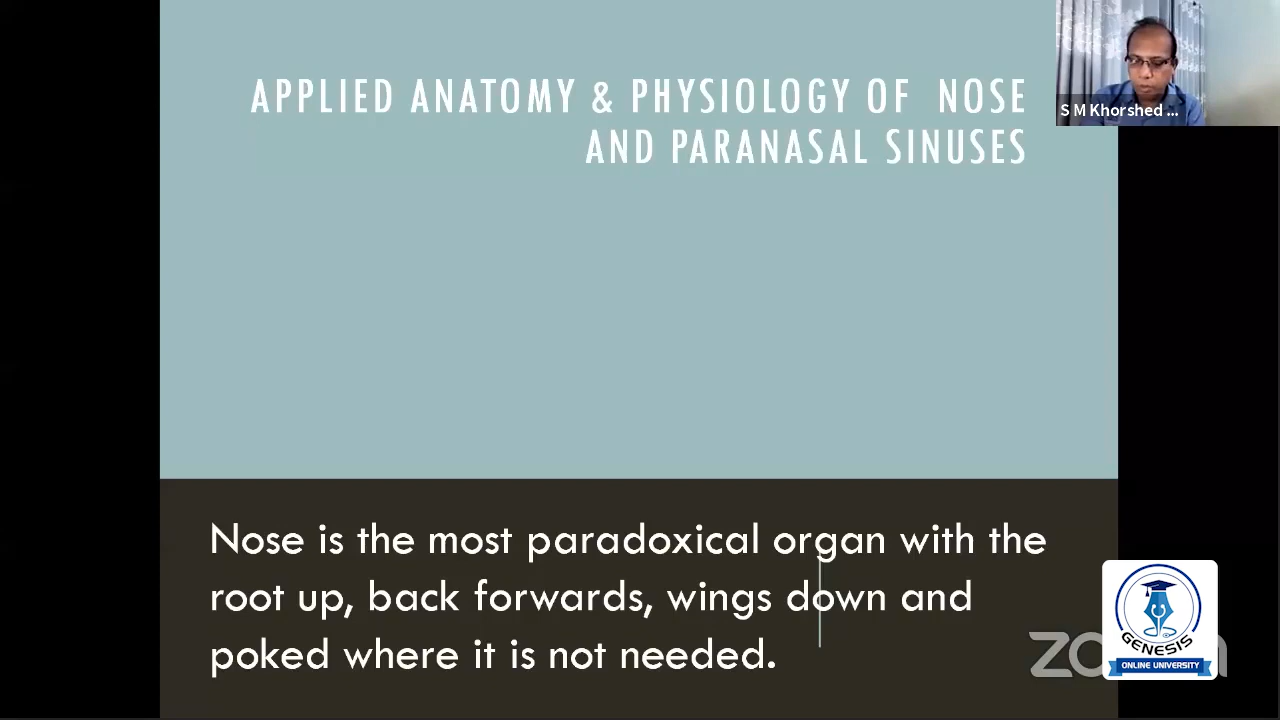 APPLIED ANATOMY & PHYSIOLOGY OF NOSE
AND PARANASAL SINUSES
S M Khorshed ...
Nose is the most paradoxical organ with the
root up, back forwards, wings down and
poked where it is not needed.
GENESIS
ONLINE UNIVERSITY